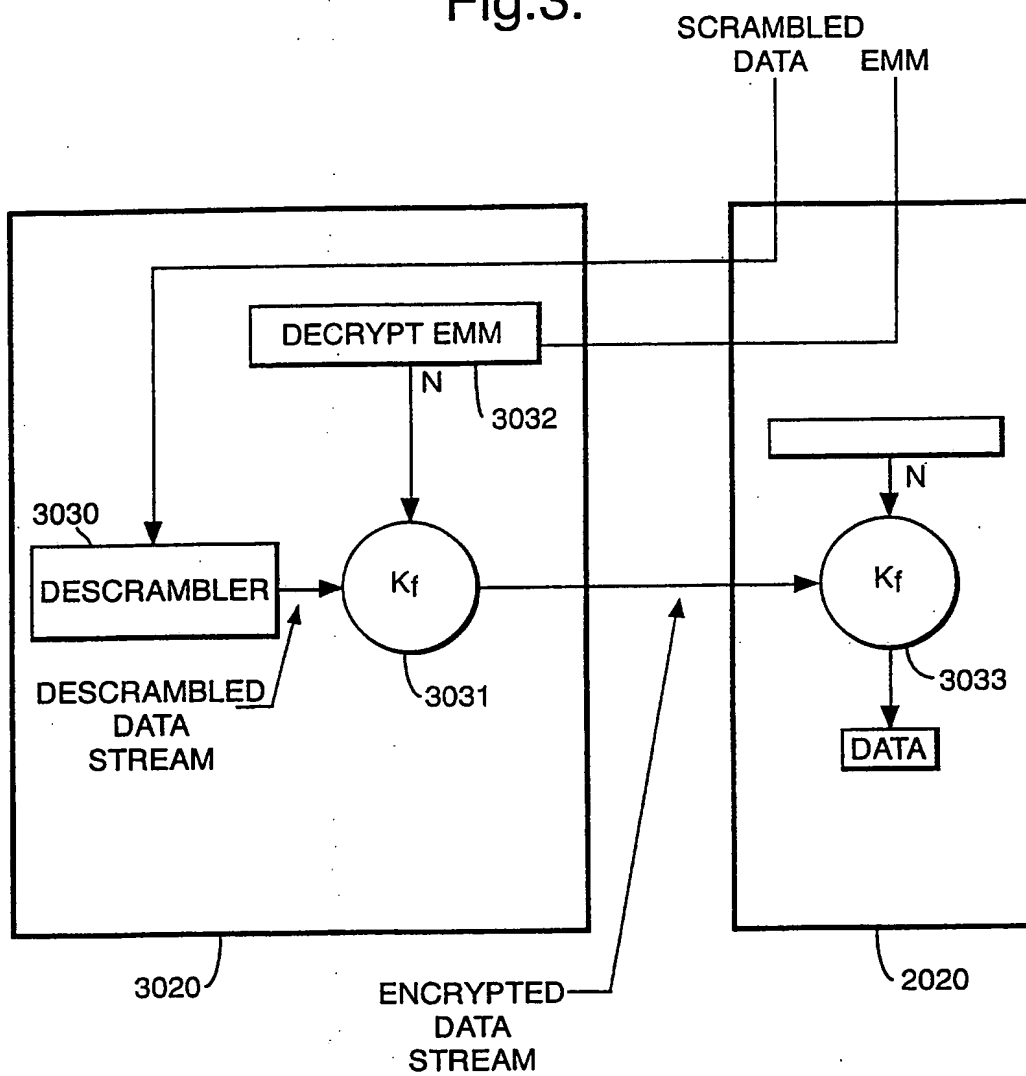 Fig.3.
SCRAMBLED
DATA
EMM
DECRYPT EMM
N
3032
N
3030
DESCRAMBLER
Kf
Kf
3031
3033
DESCRAMBLED
DATA
STREAM
DATA
3020
2020
ENCRYPTED
DATA
STREAM